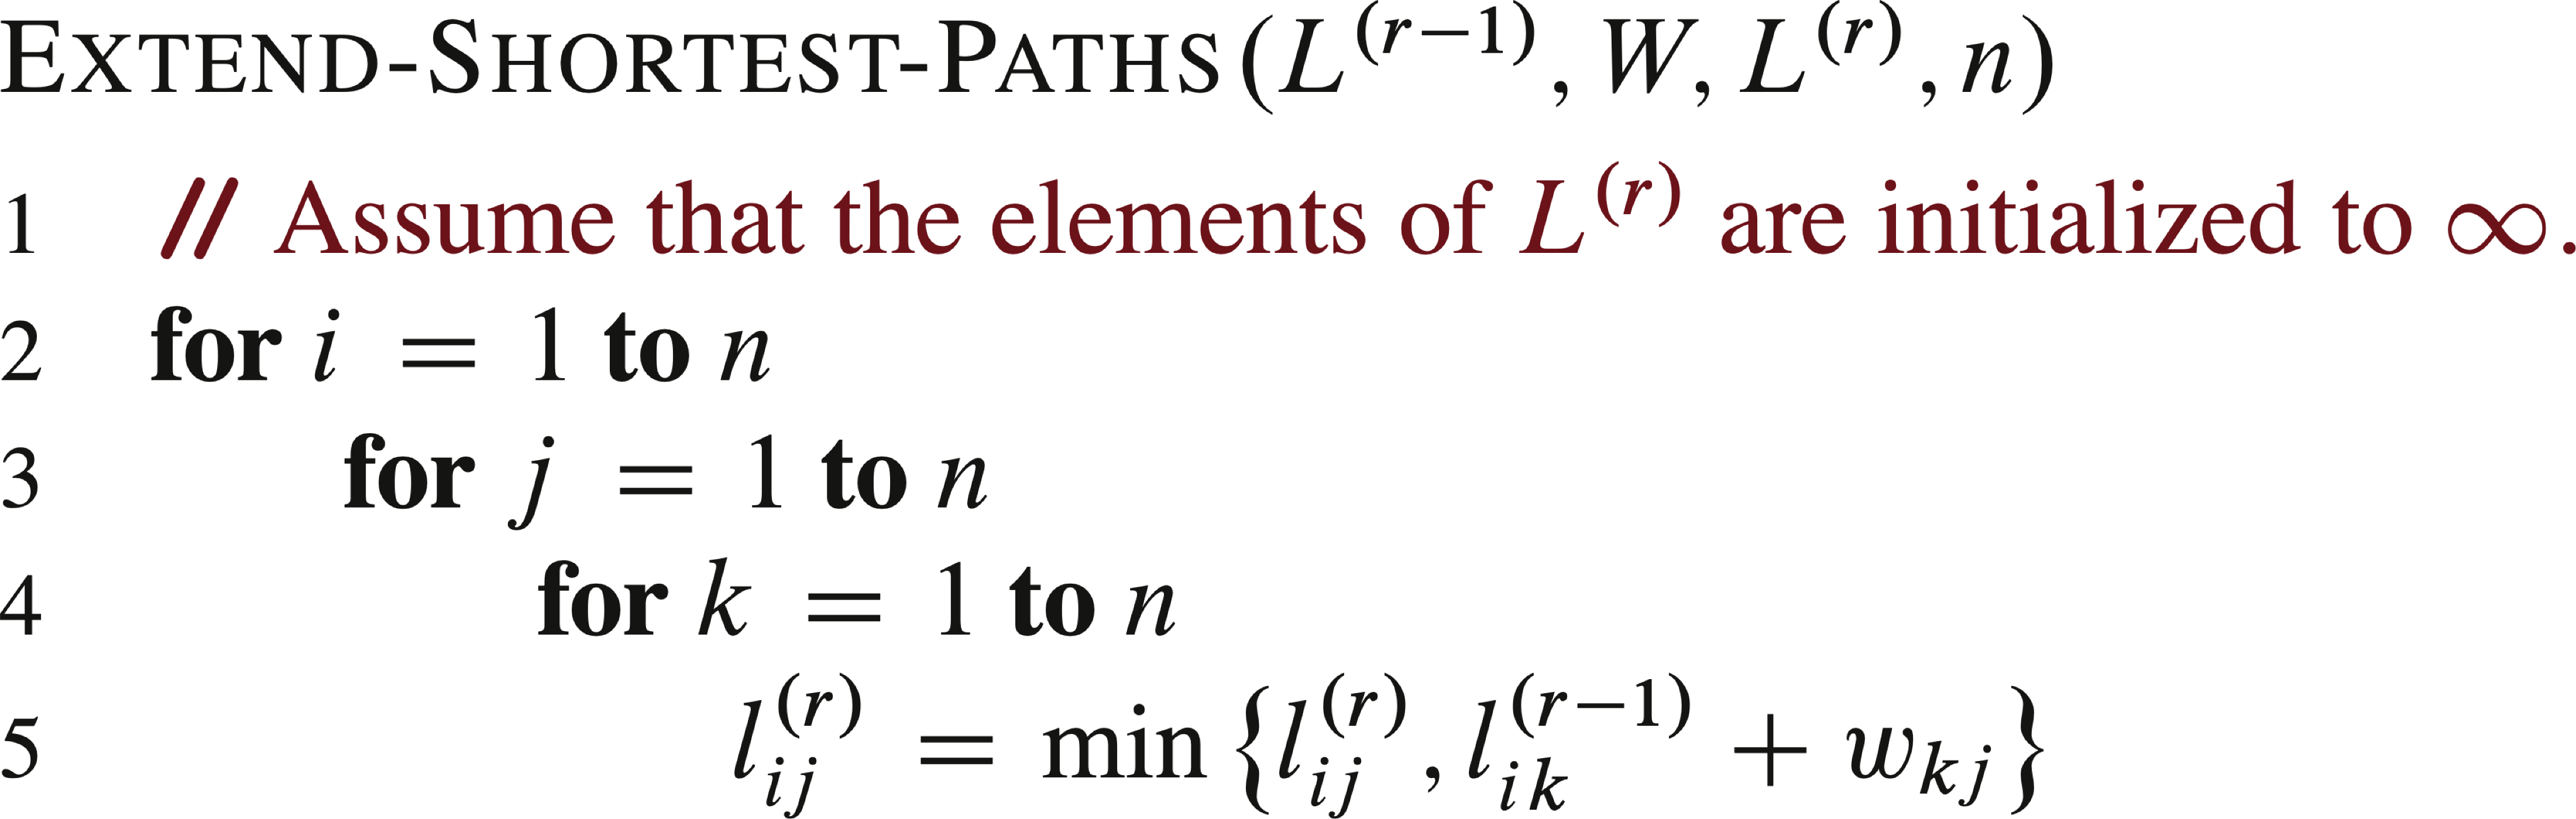 EXTEND-SHORTEST-PATHS(L^(r−1), W, L^(r), n)
1 // Assume that the elements of L^(r) are initialized to ∞.
2 for i = 1 to n
3 for j = 1 to n
4 for k = 1 to n
5 l_ij^(r) = min {l_ij^(r), l_ik^(r−1) + w_kj}